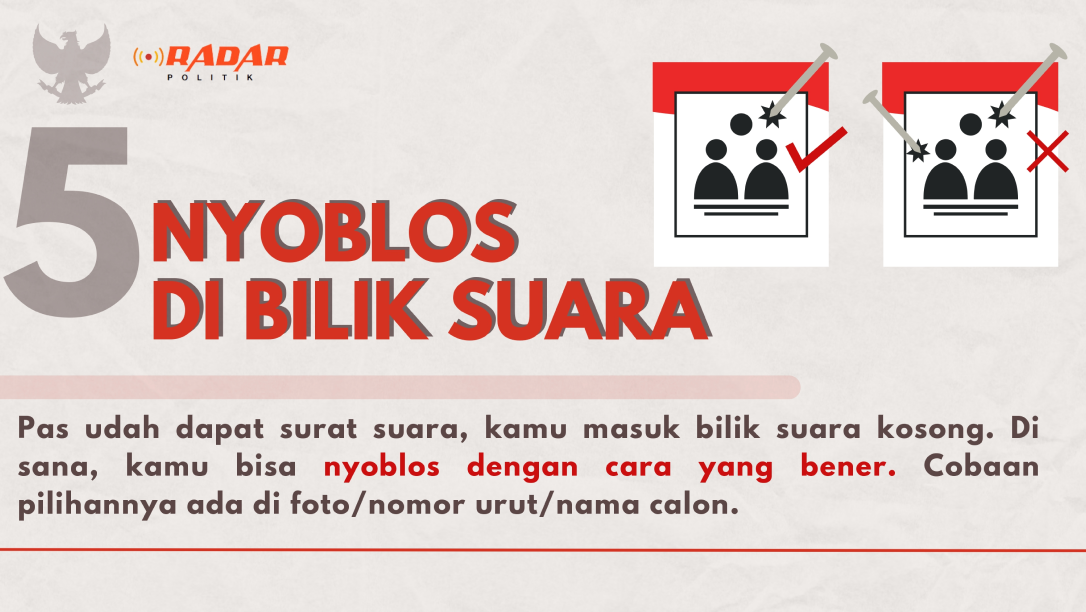 RADAR
POLITIK
5
NYOBLOS
DI BILIK SUARA
Pas udah dapat surat suara, kamu masuk bilik suara kosong. Di
sana, kamu bisa nyoblos dengan cara yang bener. Cobaan
pilihannya ada di foto/nomor urut/nama calon.